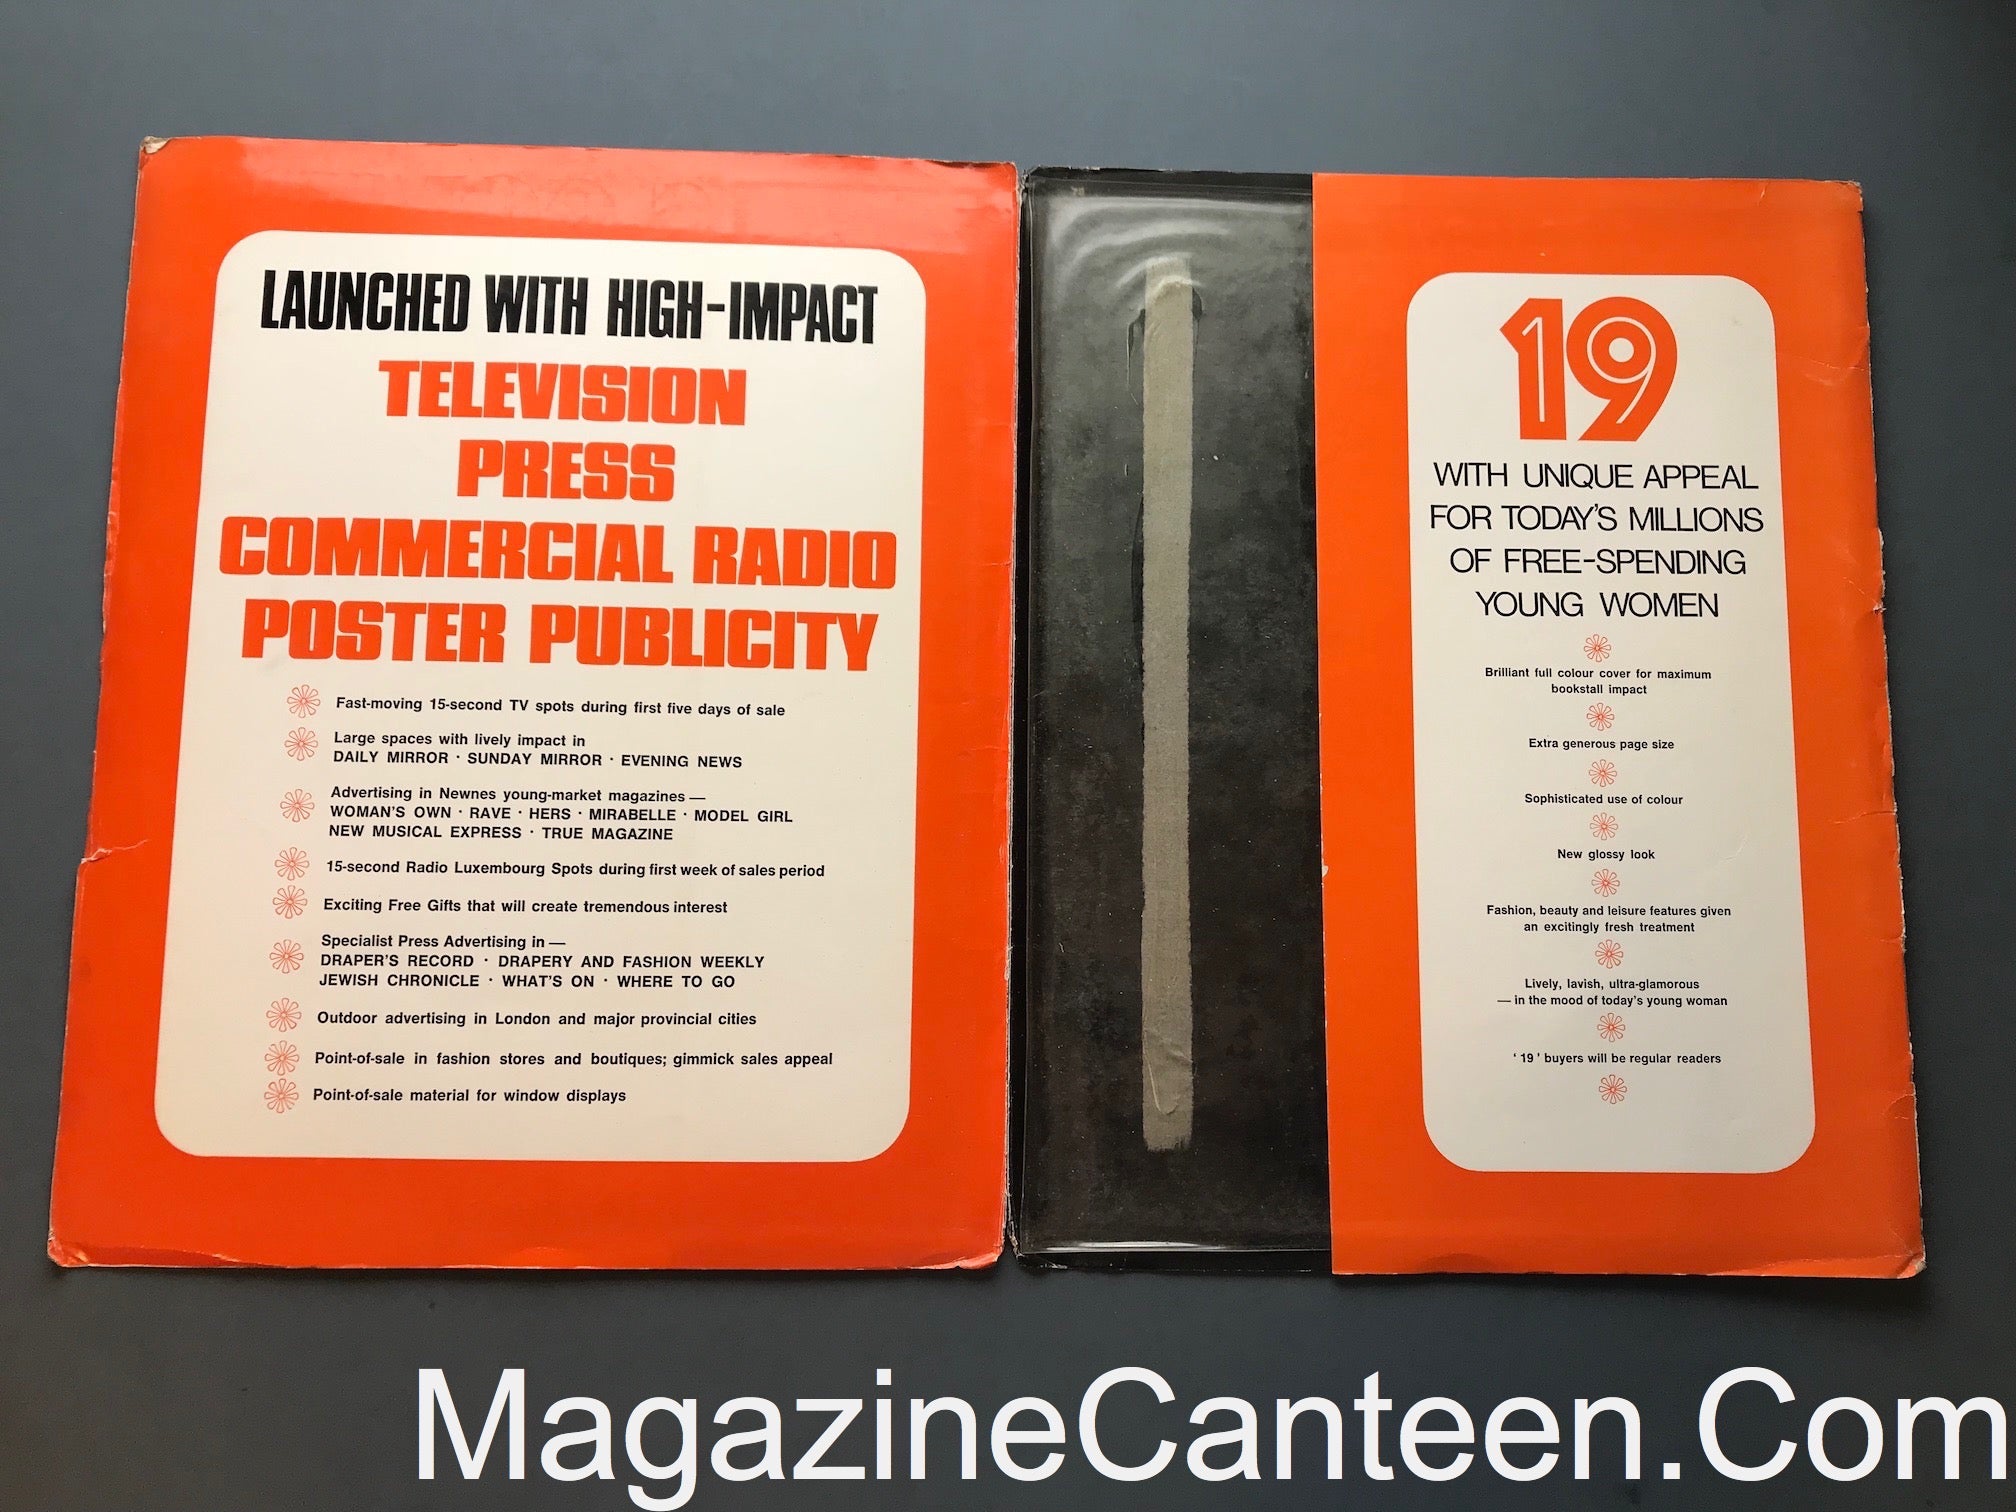 LAUNCHED WITH HIGH-IMPACT
TELEVISION
PRESS
COMMERCIAL RADIO
POSTER PUBLICITY
Fast-moving 15-second TV spots during first five days of sale
Large spaces with lively impact in
DAILY MIRROR · SUNDAY MIRROR · EVENING NEWS
Advertising in Newnes young-market magazines —
WOMAN'S OWN · RAVE · HERS · MIRABELLE · MODEL GIRL
NEW MUSICAL EXPRESS · TRUE MAGAZINE
15-second Radio Luxembourg Spots during first week of sales period
Exciting Free Gifts that will create tremendous interest
Specialist Press Advertising in —
DRAPER'S RECORD · DRAPERY AND FASHION WEEKLY
JEWISH CHRONICLE · WHAT'S ON · WHERE TO GO
Outdoor advertising in London and major provincial cities
Point-of-sale in fashion stores and boutiques; gimmick sales appeal
Point-of-sale material for window displays
19
WITH UNIQUE APPEAL
FOR TODAY'S MILLIONS
OF FREE-SPENDING
YOUNG WOMEN
Brilliant full colour cover for maximum
bookstall impact
Extra generous page size
Sophisticated use of colour
New glossy look
Fashion, beauty and leisure features given
an excitingly fresh treatment
Lively, lavish, ultra-glamorous
— in the mood of today's young woman
' 19 ' buyers will be regular readers
MagazineCanteen.Com